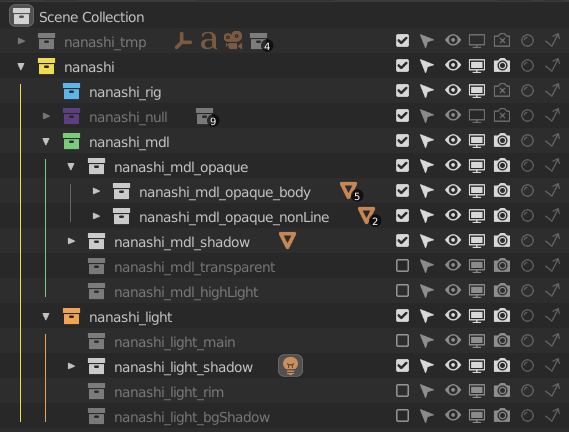 Scene Collection
nanashi_tmp 4
nanashi
nanashi_rig
nanashi_null 9
nanashi_mdl
nanashi_mdl_opaque
nanashi_mdl_opaque_body 5
nanashi_mdl_opaque_nonLine 2
nanashi_mdl_shadow
nanashi_mdl_transparent
nanashi_mdl_highLight
nanashi_light
nanashi_light_main
nanashi_light_shadow
nanashi_light_rim
nanashi_light_bgShadow